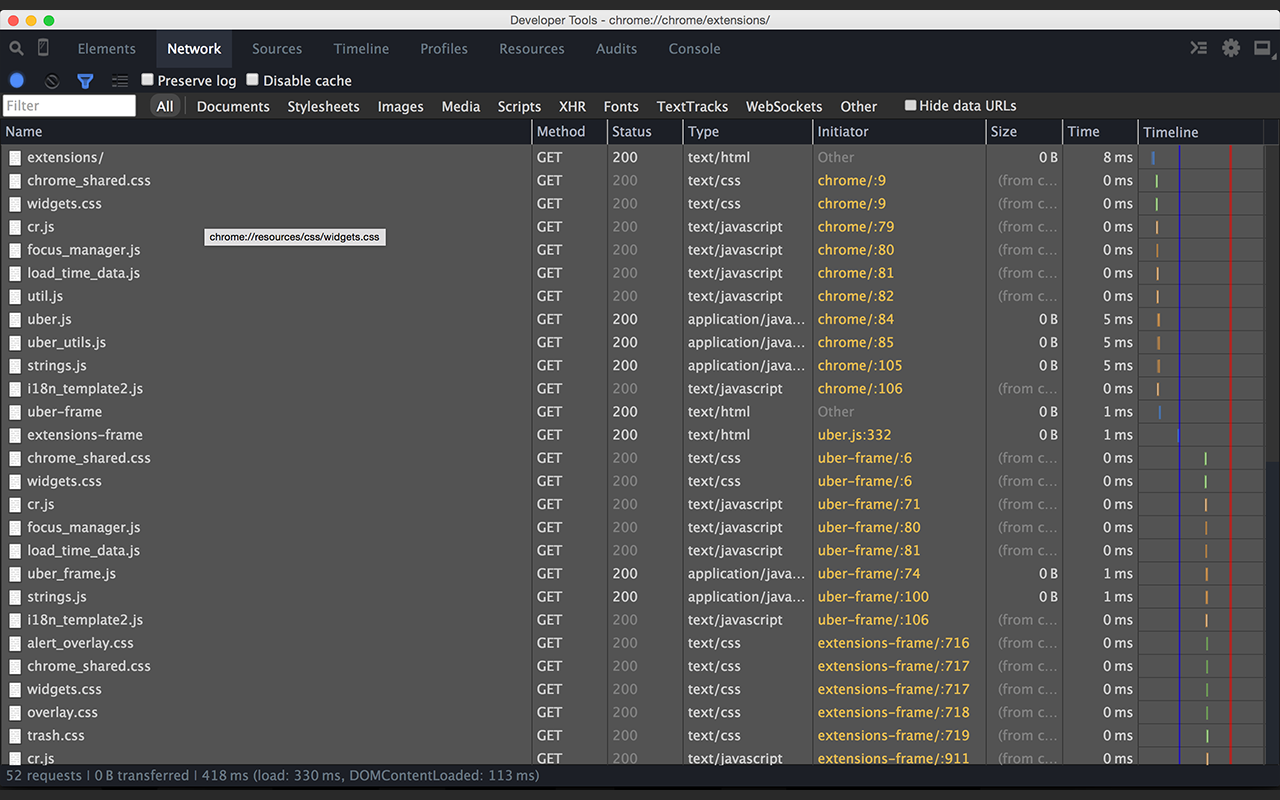 Developer Tools - chrome://chrome/extensions/
Elements Network Sources Timeline Profiles Resources Audits Console
Preserve log Disable cache
Filter All Documents Stylesheets Images Media Scripts XHR Fonts TextTracks WebSockets Other Hide data URLs
Name Method Status Type Initiator Size Time Timeline
extensions/ GET 200 text/html Other 0 B 8 ms
chrome_shared.css GET 200 text/css chrome/:9 (from c... 0 ms
widgets.css GET 200 text/css chrome/:9 (from c... 0 ms
cr.js GET 200 text/javascript chrome/:79 (from c... 0 ms
chrome://resources/css/widgets.css
focus_manager.js GET 200 text/javascript chrome/:80 (from c... 0 ms
load_time_data.js GET 200 text/javascript chrome/:81 (from c... 0 ms
util.js GET 200 text/javascript chrome/:82 (from c... 0 ms
uber.js GET 200 application/java... chrome/:84 0 B 5 ms
uber_utils.js GET 200 application/java... chrome/:85 0 B 5 ms
strings.js GET 200 application/java... chrome/:105 0 B 5 ms
i18n_template2.js GET 200 text/javascript chrome/:106 (from c... 0 ms
uber-frame GET 200 text/html Other 0 B 1 ms
extensions-frame GET 200 text/html uber.js:332 0 B 1 ms
chrome_shared.css GET 200 text/css uber-frame/:6 (from c... 0 ms
widgets.css GET 200 text/css uber-frame/:6 (from c... 0 ms
cr.js GET 200 text/javascript uber-frame/:71 (from c... 0 ms
focus_manager.js GET 200 text/javascript uber-frame/:80 (from c... 0 ms
load_time_data.js GET 200 text/javascript uber-frame/:81 (from c... 0 ms
uber_frame.js GET 200 application/java... uber-frame/:74 0 B 1 ms
strings.js GET 200 application/java... uber-frame/:100 0 B 1 ms
i18n_template2.js GET 200 text/javascript uber-frame/:106 (from c... 0 ms
alert_overlay.css GET 200 text/css extensions-frame/:716 (from c... 0 ms
chrome_shared.css GET 200 text/css extensions-frame/:717 (from c... 0 ms
widgets.css GET 200 text/css extensions-frame/:717 (from c... 0 ms
overlay.css GET 200 text/css extensions-frame/:718 (from c... 0 ms
trash.css GET 200 text/css extensions-frame/:719 (from c... 0 ms
cr.js GET 200 text/javascript extensions-frame/:911 (from c... 0 ms
52 requests | 0 B transferred | 418 ms (load: 330 ms, DOMContentLoaded: 113 ms)